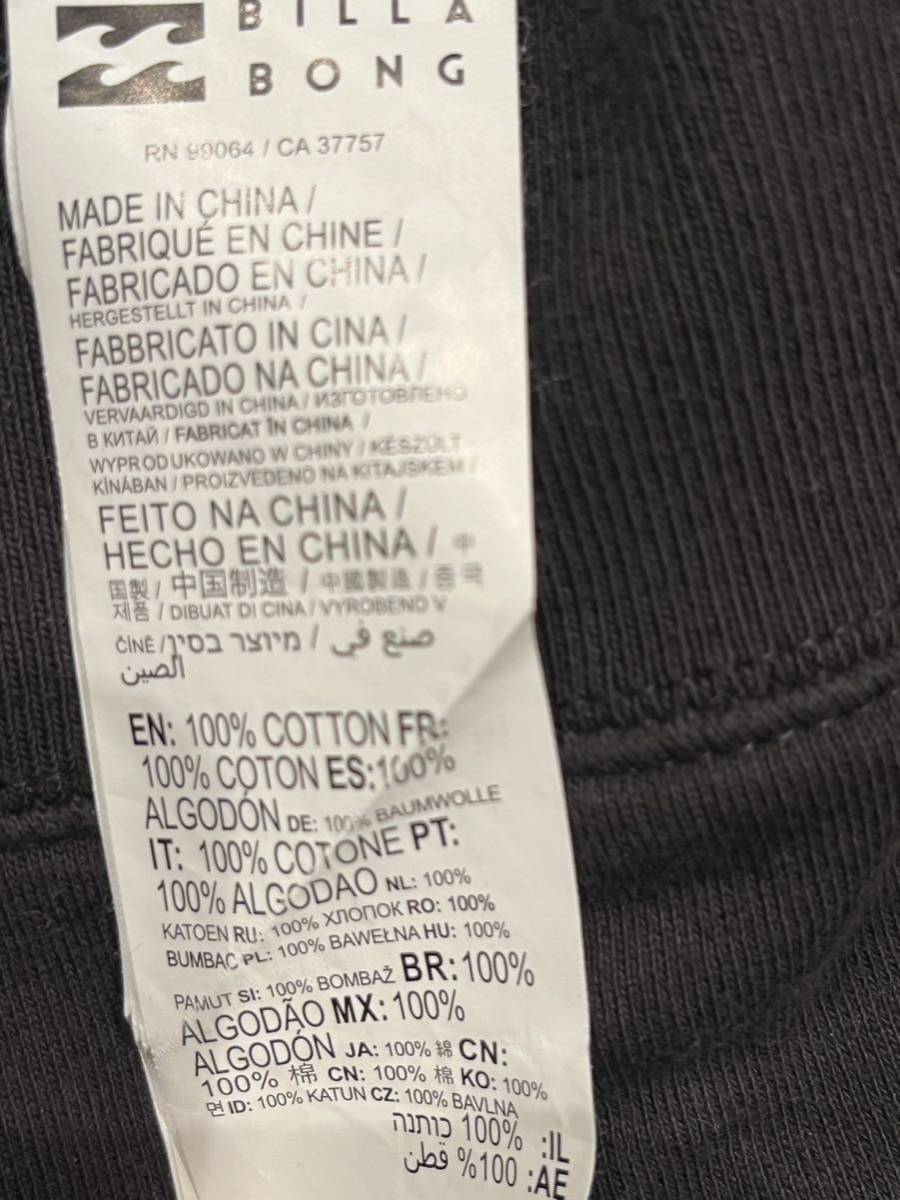 BILLA
BONG
RN 99064 / CA 37757
MADE IN CHINA /
FABRIQUÉ EN CHINE /
FABRICADO EN CHINA /
HERGESTELLT IN CHINA /
FABBRICATO IN CINA /
FABRICADO NA CHINA /
VERVAARDIGD IN CHINA / ИЗГОТОВЛЕНО
В КИТАЙ / FABRICAT ÎN CHINA /
WYPRODUKOWANO W CHINY / KÉSZÜLT
KÍNÁBAN / PROIZVEDENO NA KITAJSKEM /
FEITO NA CHINA /
HECHO EN CHINA / 中
国製 / 中国制造 / 中國製造 / 중국
제품 / DIBUAT DI CINA / VYROBENO V
ČÍNĚ / מיוצר בסין / صنع في
الصين
EN: 100% COTTON FR:
100% COTON ES: 100%
ALGODÓN DE: 100% BAUMWOLLE
IT: 100% COTONE PT:
100% ALGODAO NL: 100%
KATOEN RU: 100% ХЛОПОК RO: 100%
BUMBAC PL: 100% BAWEŁNA HU: 100%
PAMUT SI: 100% BOMBAŽ BR: 100%
ALGODÃO MX: 100%
ALGODÓN JA: 100% 綿 CN:
100% 棉 CN: 100% 棉 KO: 100%
면 ID: 100% KATUN CZ: 100% BAVLNA
IL: 100% כותנה
AE: 100% قطن